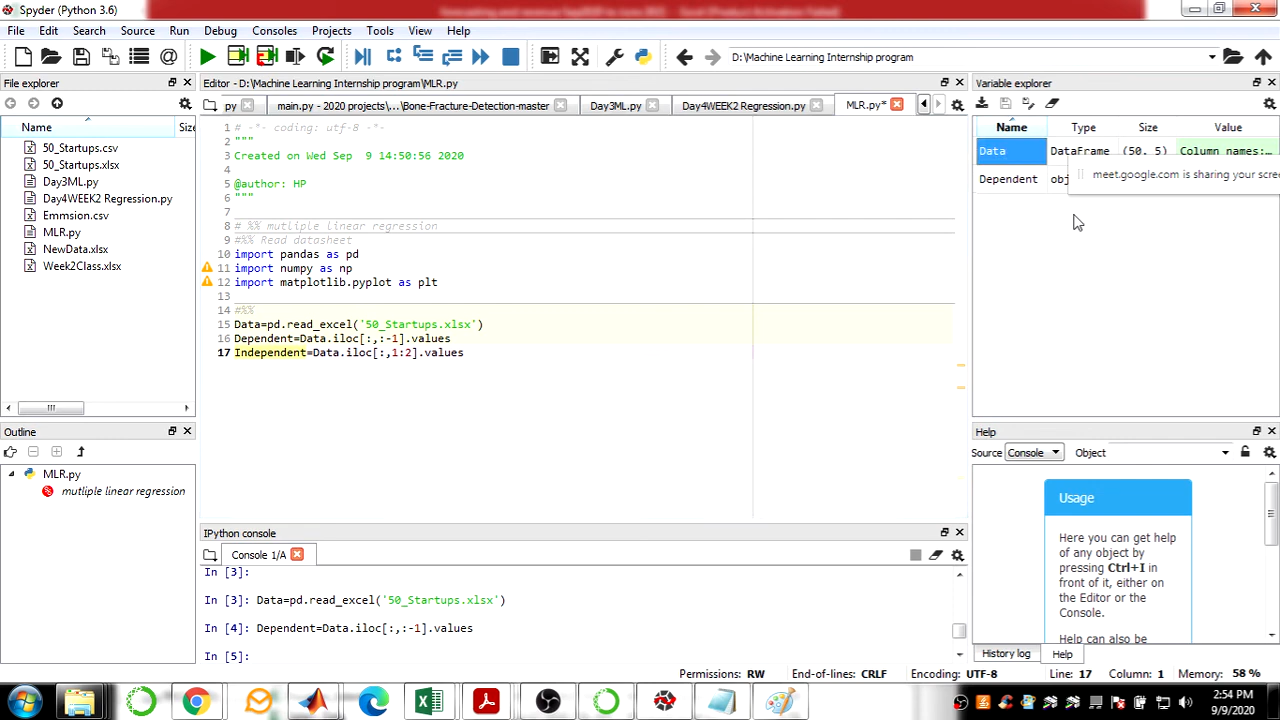 Spyder (Python 3.6)
File Edit Search Source Run Debug Consoles Projects Tools View Help
D:\Machine Learning Internship program
File explorer
Name
Size
50_Startups.csv
50_Startups.xlsx
Day3ML.py
Day4WEEK2 Regression.py
Emmsion.csv
MLR.py
NewData.xlsx
Week2Class.xlsx
Outline
MLR.py
mutliple linear regression
Editor - D:\Machine Learning Internship program\MLR.py
py main.py - 2020 projects\...\Bone-Fracture-Detection-master Day3ML.py Day4WEEK2 Regression.py MLR.py*
1 # -*- coding: utf-8 -*-
2 """
3 Created on Wed Sep 9 14:50:56 2020
4
5 @author: HP
6 """
7
8 # %% mutliple linear regression
9 #%% Read datasheet
10 import pandas as pd
11 import numpy as np
12 import matplotlib.pyplot as plt
13
14 #%%
15 Data=pd.read_excel('50_Startups.xlsx')
16 Dependent=Data.iloc[:,:-1].values
17 Independent=Data.iloc[:,1:2].values
IPython console
Console 1/A
In [3]:
In [3]: Data=pd.read_excel('50_Startups.xlsx')
In [4]: Dependent=Data.iloc[:,:-1].values
In [5]:
Variable explorer
Name Type Size Value
Data DataFrame (50, 5) Column names:…
Dependent obj
meet.google.com is sharing your scree
Help
Source Console Object
Usage
Here you can get help
of any object by
pressing Ctrl+I in
front of it, either on
the Editor or the
Console.
Help can also be
History log Help
Permissions: RW End-of-lines: CRLF Encoding: UTF-8 Line: 17 Column: 1 Memory: 58 %
2:54 PM
9/9/2020